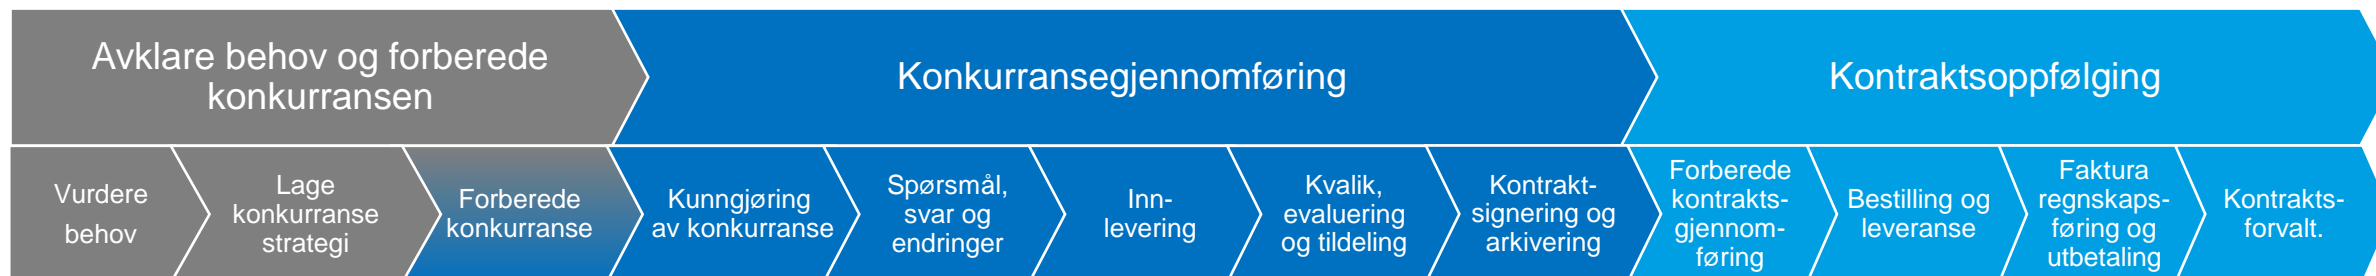 Avklare behov og forberede
konkurransen
Konkurransegjennomføring
Kontraktsoppfølging
Vurdere
behov
Lage
konkurranse
strategi
Forberede
konkurranse
Kunngjøring
av konkurranse
Spørsmål,
svar og
endringer
Inn-
levering
Kvalik,
evaluering
og tildeling
Kontrakt-
signering og
arkivering
Forberede
kontrakts-
gjennom-
føring
Bestilling og
leveranse
Faktura
regnskaps-
føring og
utbetaling
Kontrakts-
forvalt.